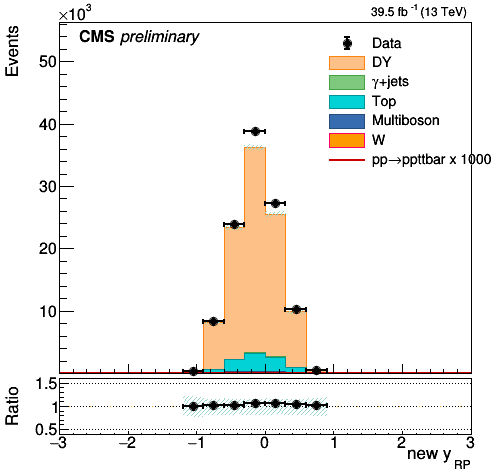 ×10³
39.5 fb⁻¹ (13 TeV)
CMS preliminary
Events
50
40
30
20
10
Data
DY
γ+jets
Top
Multiboson
W
pp→ppttbar x 1000
Ratio
1.5
1
0.5
−3 −2 −1 0 1 2 3
new y_RP